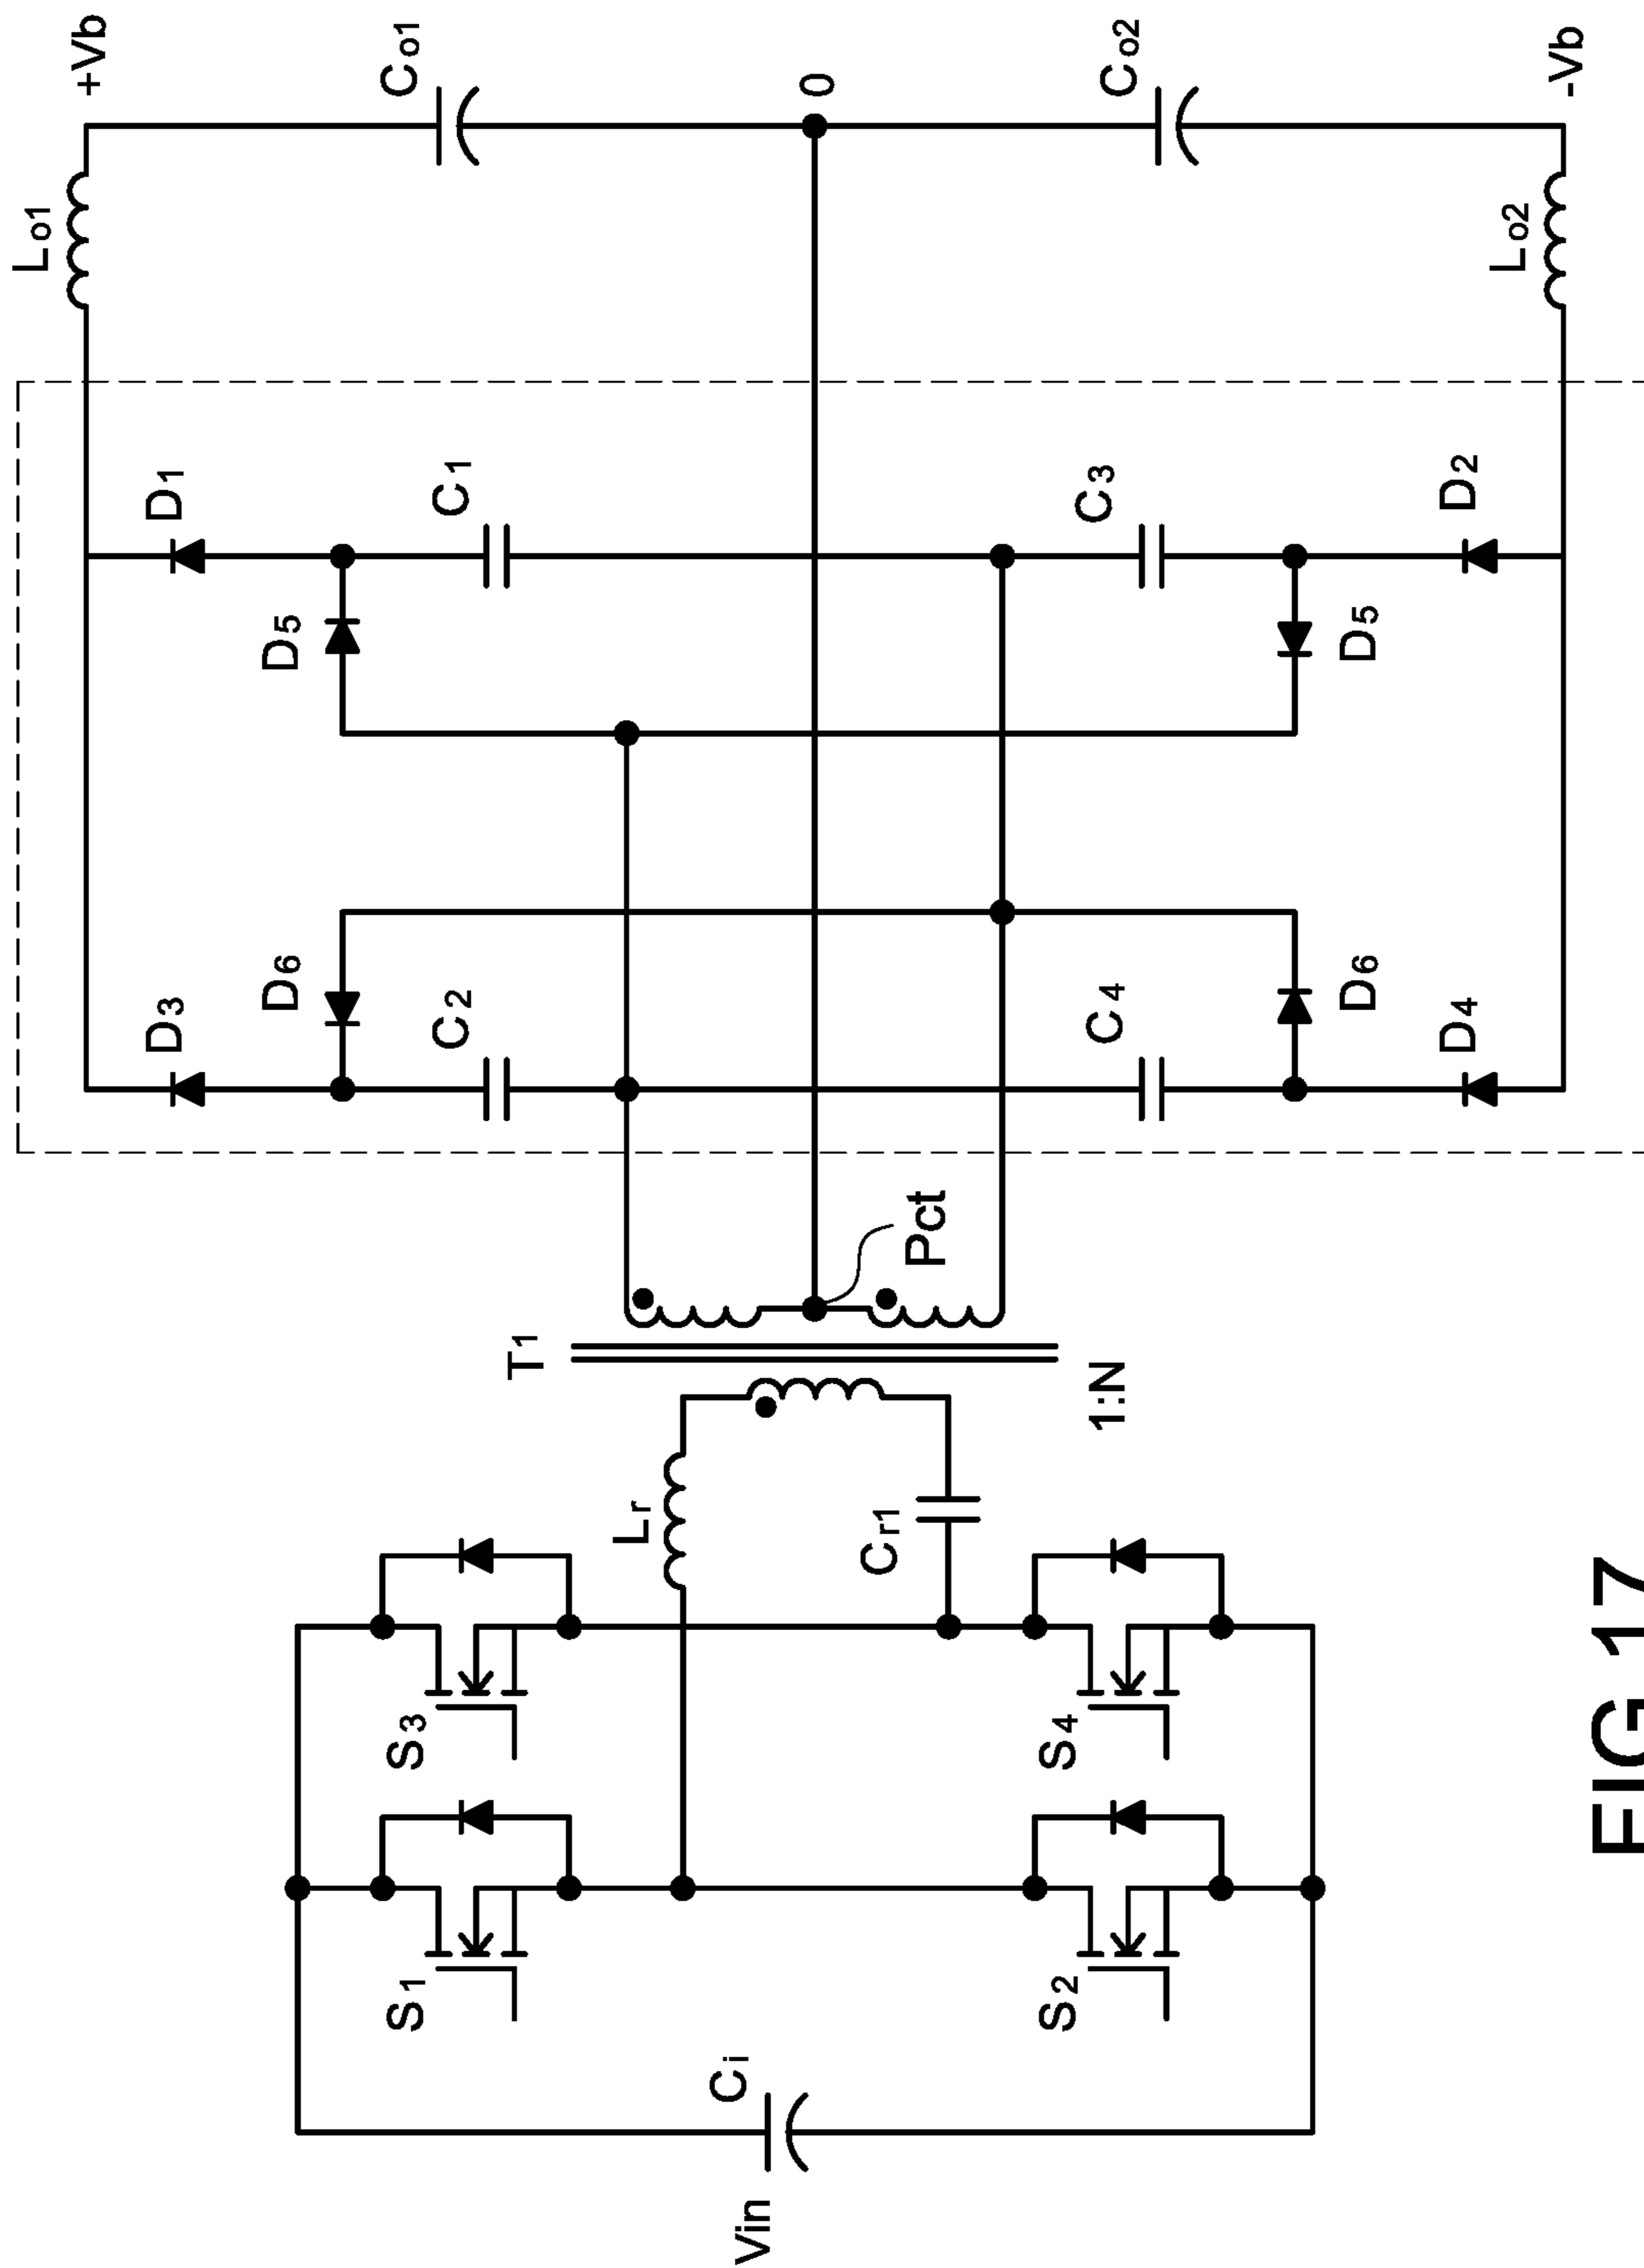 Vin
Ci
S1
S2
S3
S4
Lr
Cr1
T1
1:N
Pct
D3
D6
C2
C4
D6
D4
D1
D5
C1
C3
D5
D2
Lo1
Lo2
+Vb
Co1
0
Co2
-Vb
FIG 17